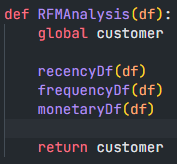 def RFMAnalysis(df):
    global customer
    recencyDf(df)
    frequencyDf(df)
    monetaryDf(df)
    return customer